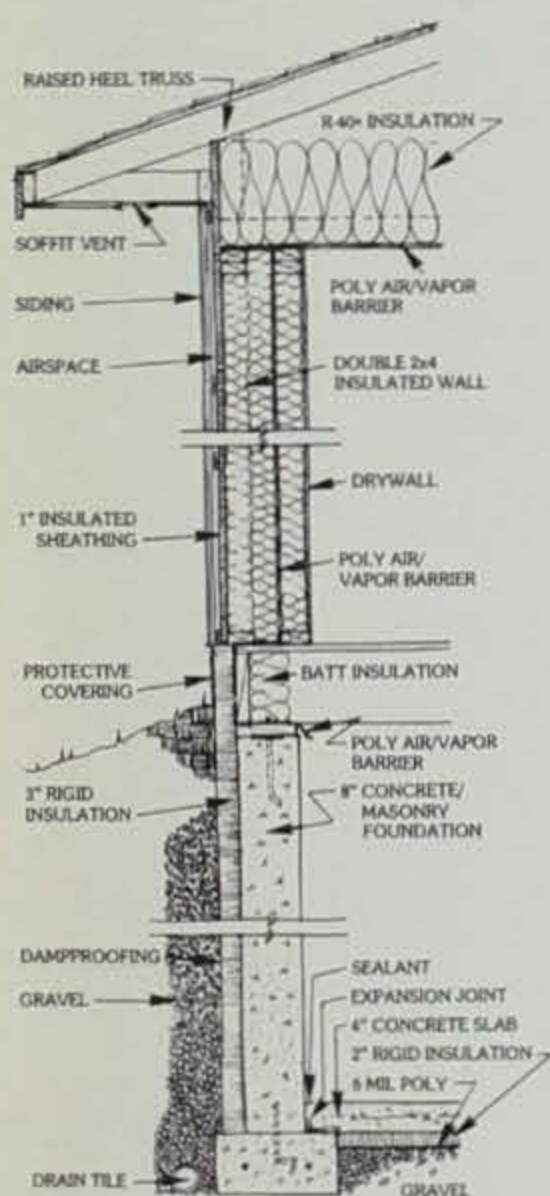 RAISED HEEL TRUSS
R-40+ INSULATION
SOFFIT VENT
POLY AIR/VAPOR
BARRIER
SIDING
AIRSPACE
DOUBLE 2x4
INSULATED WALL
DRYWALL
1" INSULATED
SHEATHING
POLY AIR/
VAPOR BARRIER
PROTECTIVE
COVERING
BATT INSULATION
POLY AIR/VAPOR
BARRIER
3" RIGID
INSULATION
8" CONCRETE/
MASONRY
FOUNDATION
DAMPPROOFING
GRAVEL
SEALANT
EXPANSION JOINT
4" CONCRETE SLAB
2" RIGID INSULATION
6 MIL POLY
DRAIN TILE
GRAVEL